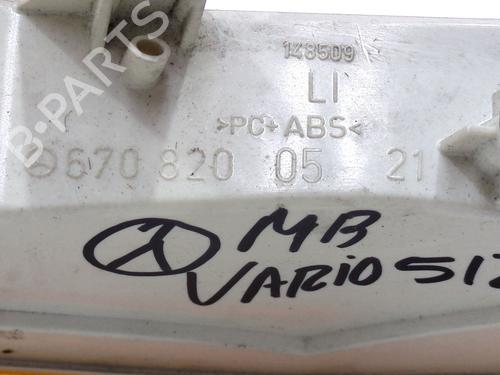 B-PARTS
148509
LI
>PC+ABS<
670 820 05 21
MB
VARIO 512